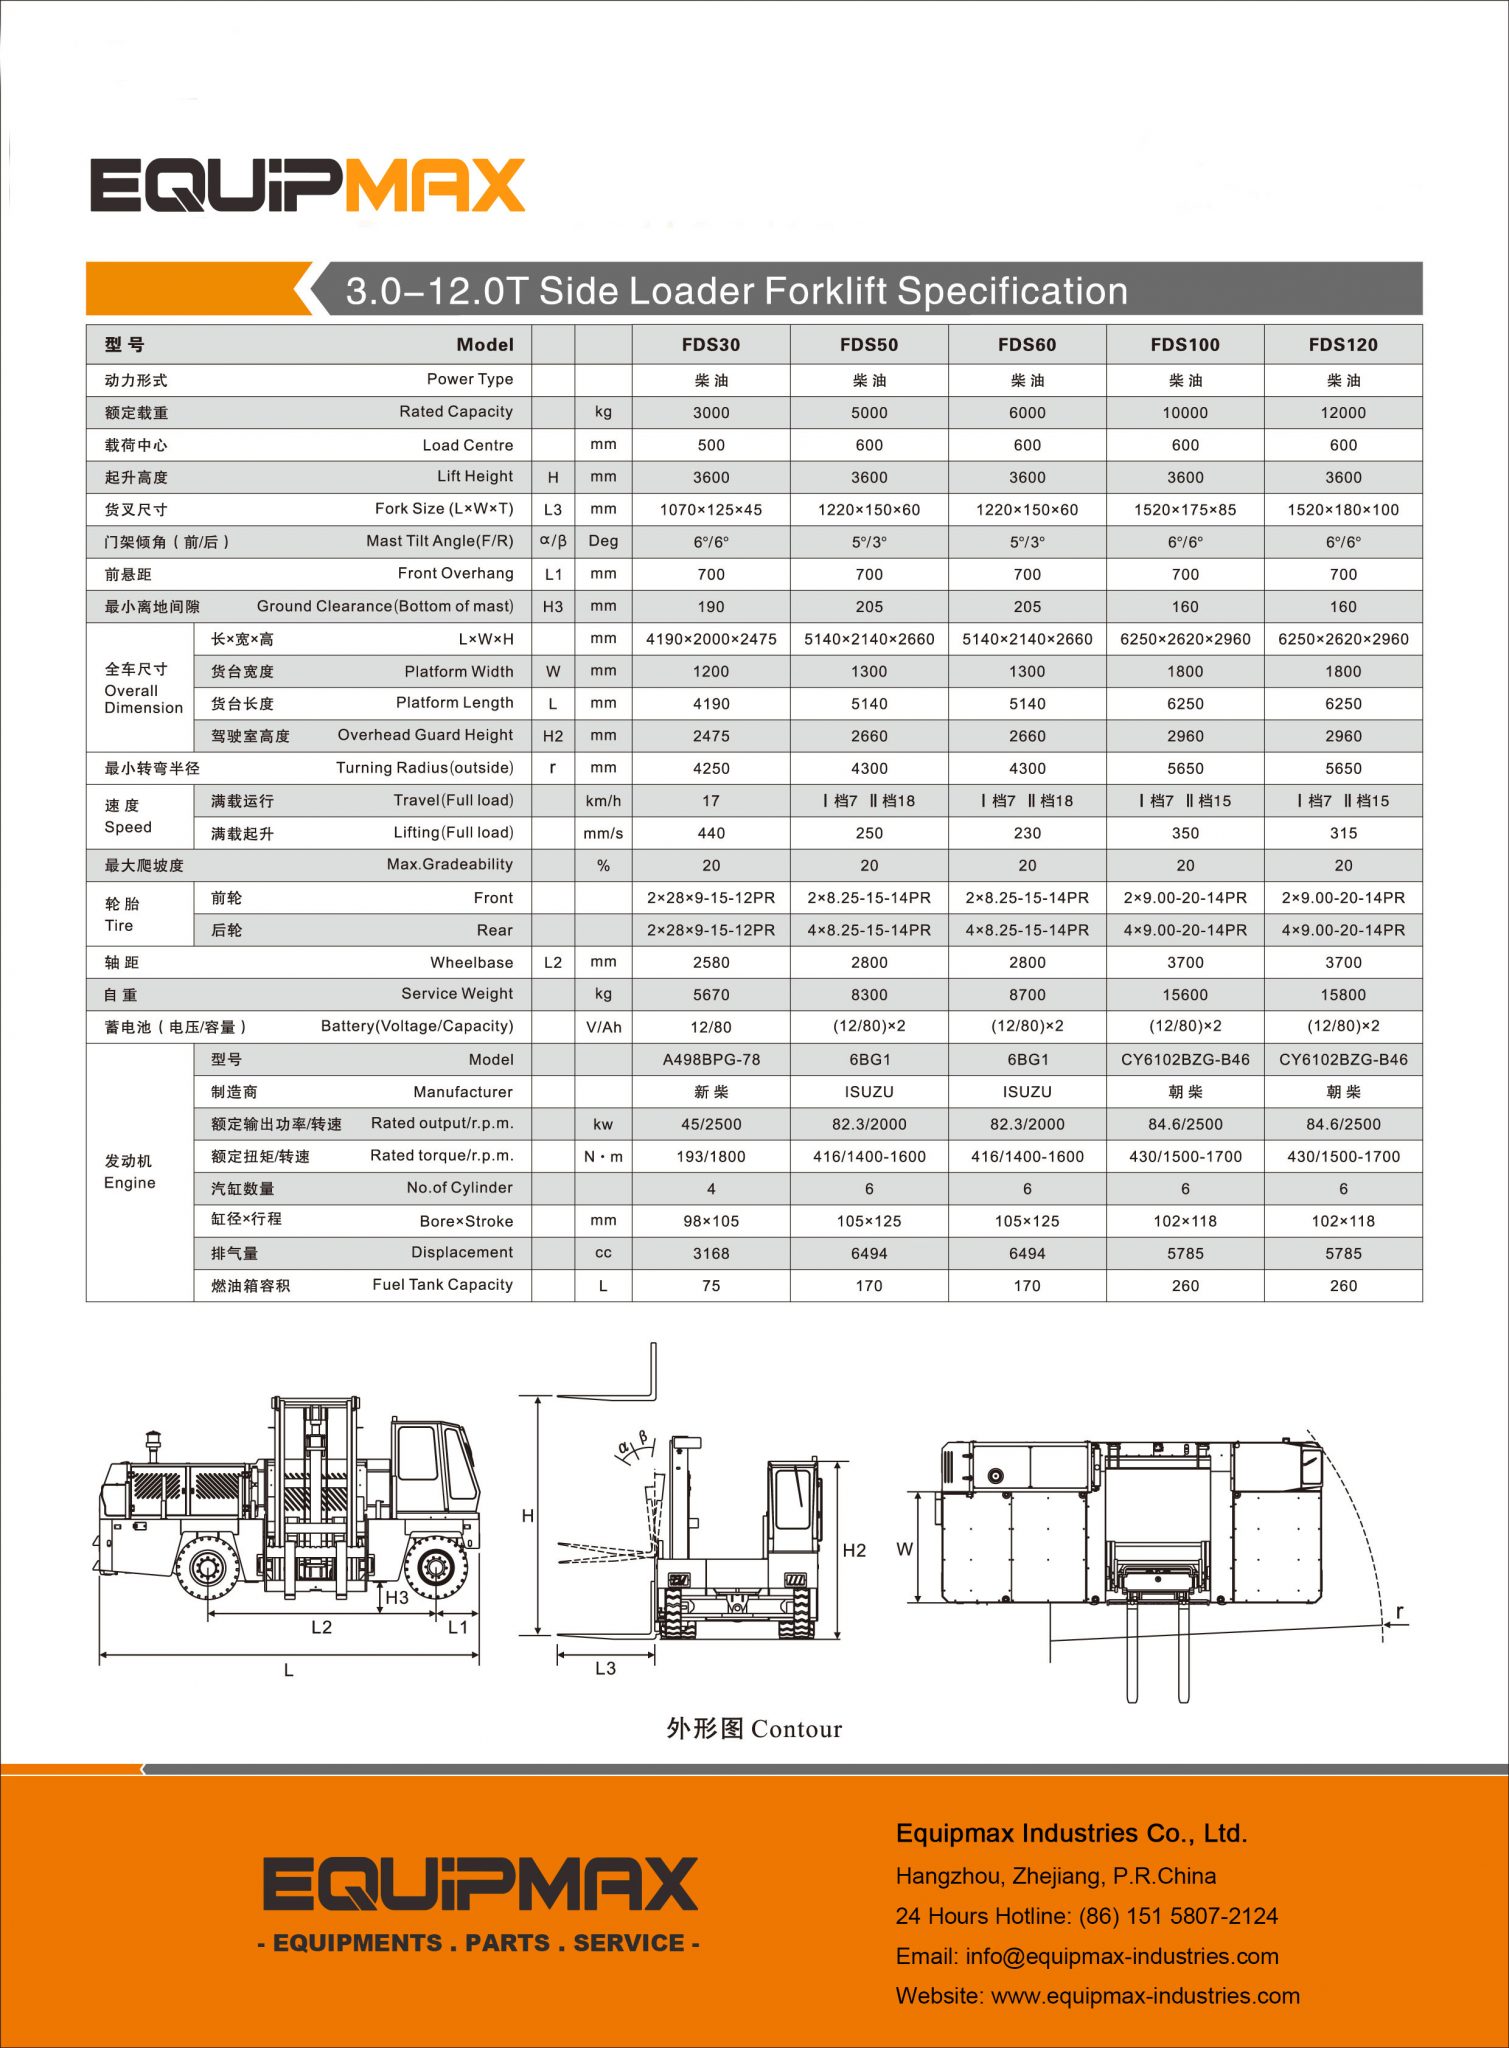 EQUIPMAX
3.0-12.0T Side Loader Forklift Specification
型号 Model FDS30 FDS50 FDS60 FDS100 FDS120
动力形式 Power Type 柴油 柴油 柴油 柴油 柴油
额定载重 Rated Capacity kg 3000 5000 6000 10000 12000
载荷中心 Load Centre mm 500 600 600 600 600
起升高度 Lift Height H mm 3600 3600 3600 3600 3600
货叉尺寸 Fork Size (L×W×T) L3 mm 1070×125×45 1220×150×60 1220×150×60 1520×175×85 1520×180×100
门架倾角（前/后） Mast Tilt Angle(F/R) α/β Deg 6°/6° 5°/3° 5°/3° 6°/6° 6°/6°
前悬距 Front Overhang L1 mm 700 700 700 700 700
最小离地间隙 Ground Clearance(Bottom of mast) H3 mm 190 205 205 160 160
全车尺寸 Overall Dimension
长×宽×高 L×W×H mm 4190×2000×2475 5140×2140×2660 5140×2140×2660 6250×2620×2960 6250×2620×2960
货台宽度 Platform Width W mm 1200 1300 1300 1800 1800
货台长度 Platform Length L mm 4190 5140 5140 6250 6250
驾驶室高度 Overhead Guard Height H2 mm 2475 2660 2660 2960 2960
最小转弯半径 Turning Radius(outside) r mm 4250 4300 4300 5650 5650
速度 Speed
满载运行 Travel(Full load) km/h 17 Ⅰ档7 Ⅱ档18 Ⅰ档7 Ⅱ档18 Ⅰ档7 Ⅱ档15 Ⅰ档7 Ⅱ档15
满载起升 Lifting(Full load) mm/s 440 250 230 350 315
最大爬坡度 Max.Gradeability % 20 20 20 20 20
轮胎 Tire
前轮 Front 2×28×9-15-12PR 2×8.25-15-14PR 2×8.25-15-14PR 2×9.00-20-14PR 2×9.00-20-14PR
后轮 Rear 2×28×9-15-12PR 4×8.25-15-14PR 4×8.25-15-14PR 4×9.00-20-14PR 4×9.00-20-14PR
轴距 Wheelbase L2 mm 2580 2800 2800 3700 3700
自重 Service Weight kg 5670 8300 8700 15600 15800
蓄电池（电压/容量） Battery(Voltage/Capacity) V/Ah 12/80 (12/80)×2 (12/80)×2 (12/80)×2 (12/80)×2
发动机 Engine
型号 Model A498BPG-78 6BG1 6BG1 CY6102BZG-B46 CY6102BZG-B46
制造商 Manufacturer 新柴 ISUZU ISUZU 朝柴 朝柴
额定输出功率/转速 Rated output/r.p.m. kw 45/2500 82.3/2000 82.3/2000 84.6/2500 84.6/2500
额定扭矩/转速 Rated torque/r.p.m. N·m 193/1800 416/1400-1600 416/1400-1600 430/1500-1700 430/1500-1700
汽缸数量 No.of Cylinder 4 6 6 6 6
缸径×行程 Bore×Stroke mm 98×105 105×125 105×125 102×118 102×118
排气量 Displacement cc 3168 6494 6494 5785 5785
燃油箱容积 Fuel Tank Capacity L 75 170 170 260 260
α β
H
H2
W
H3
L2
L1
L
L3
r
外形图 Contour
EQUIPMAX
- EQUIPMENTS . PARTS . SERVICE -
Equipmax Industries Co., Ltd.
Hangzhou, Zhejiang, P.R.China
24 Hours Hotline: (86) 151 5807-2124
Email: info@equipmax-industries.com
Website: www.equipmax-industries.com